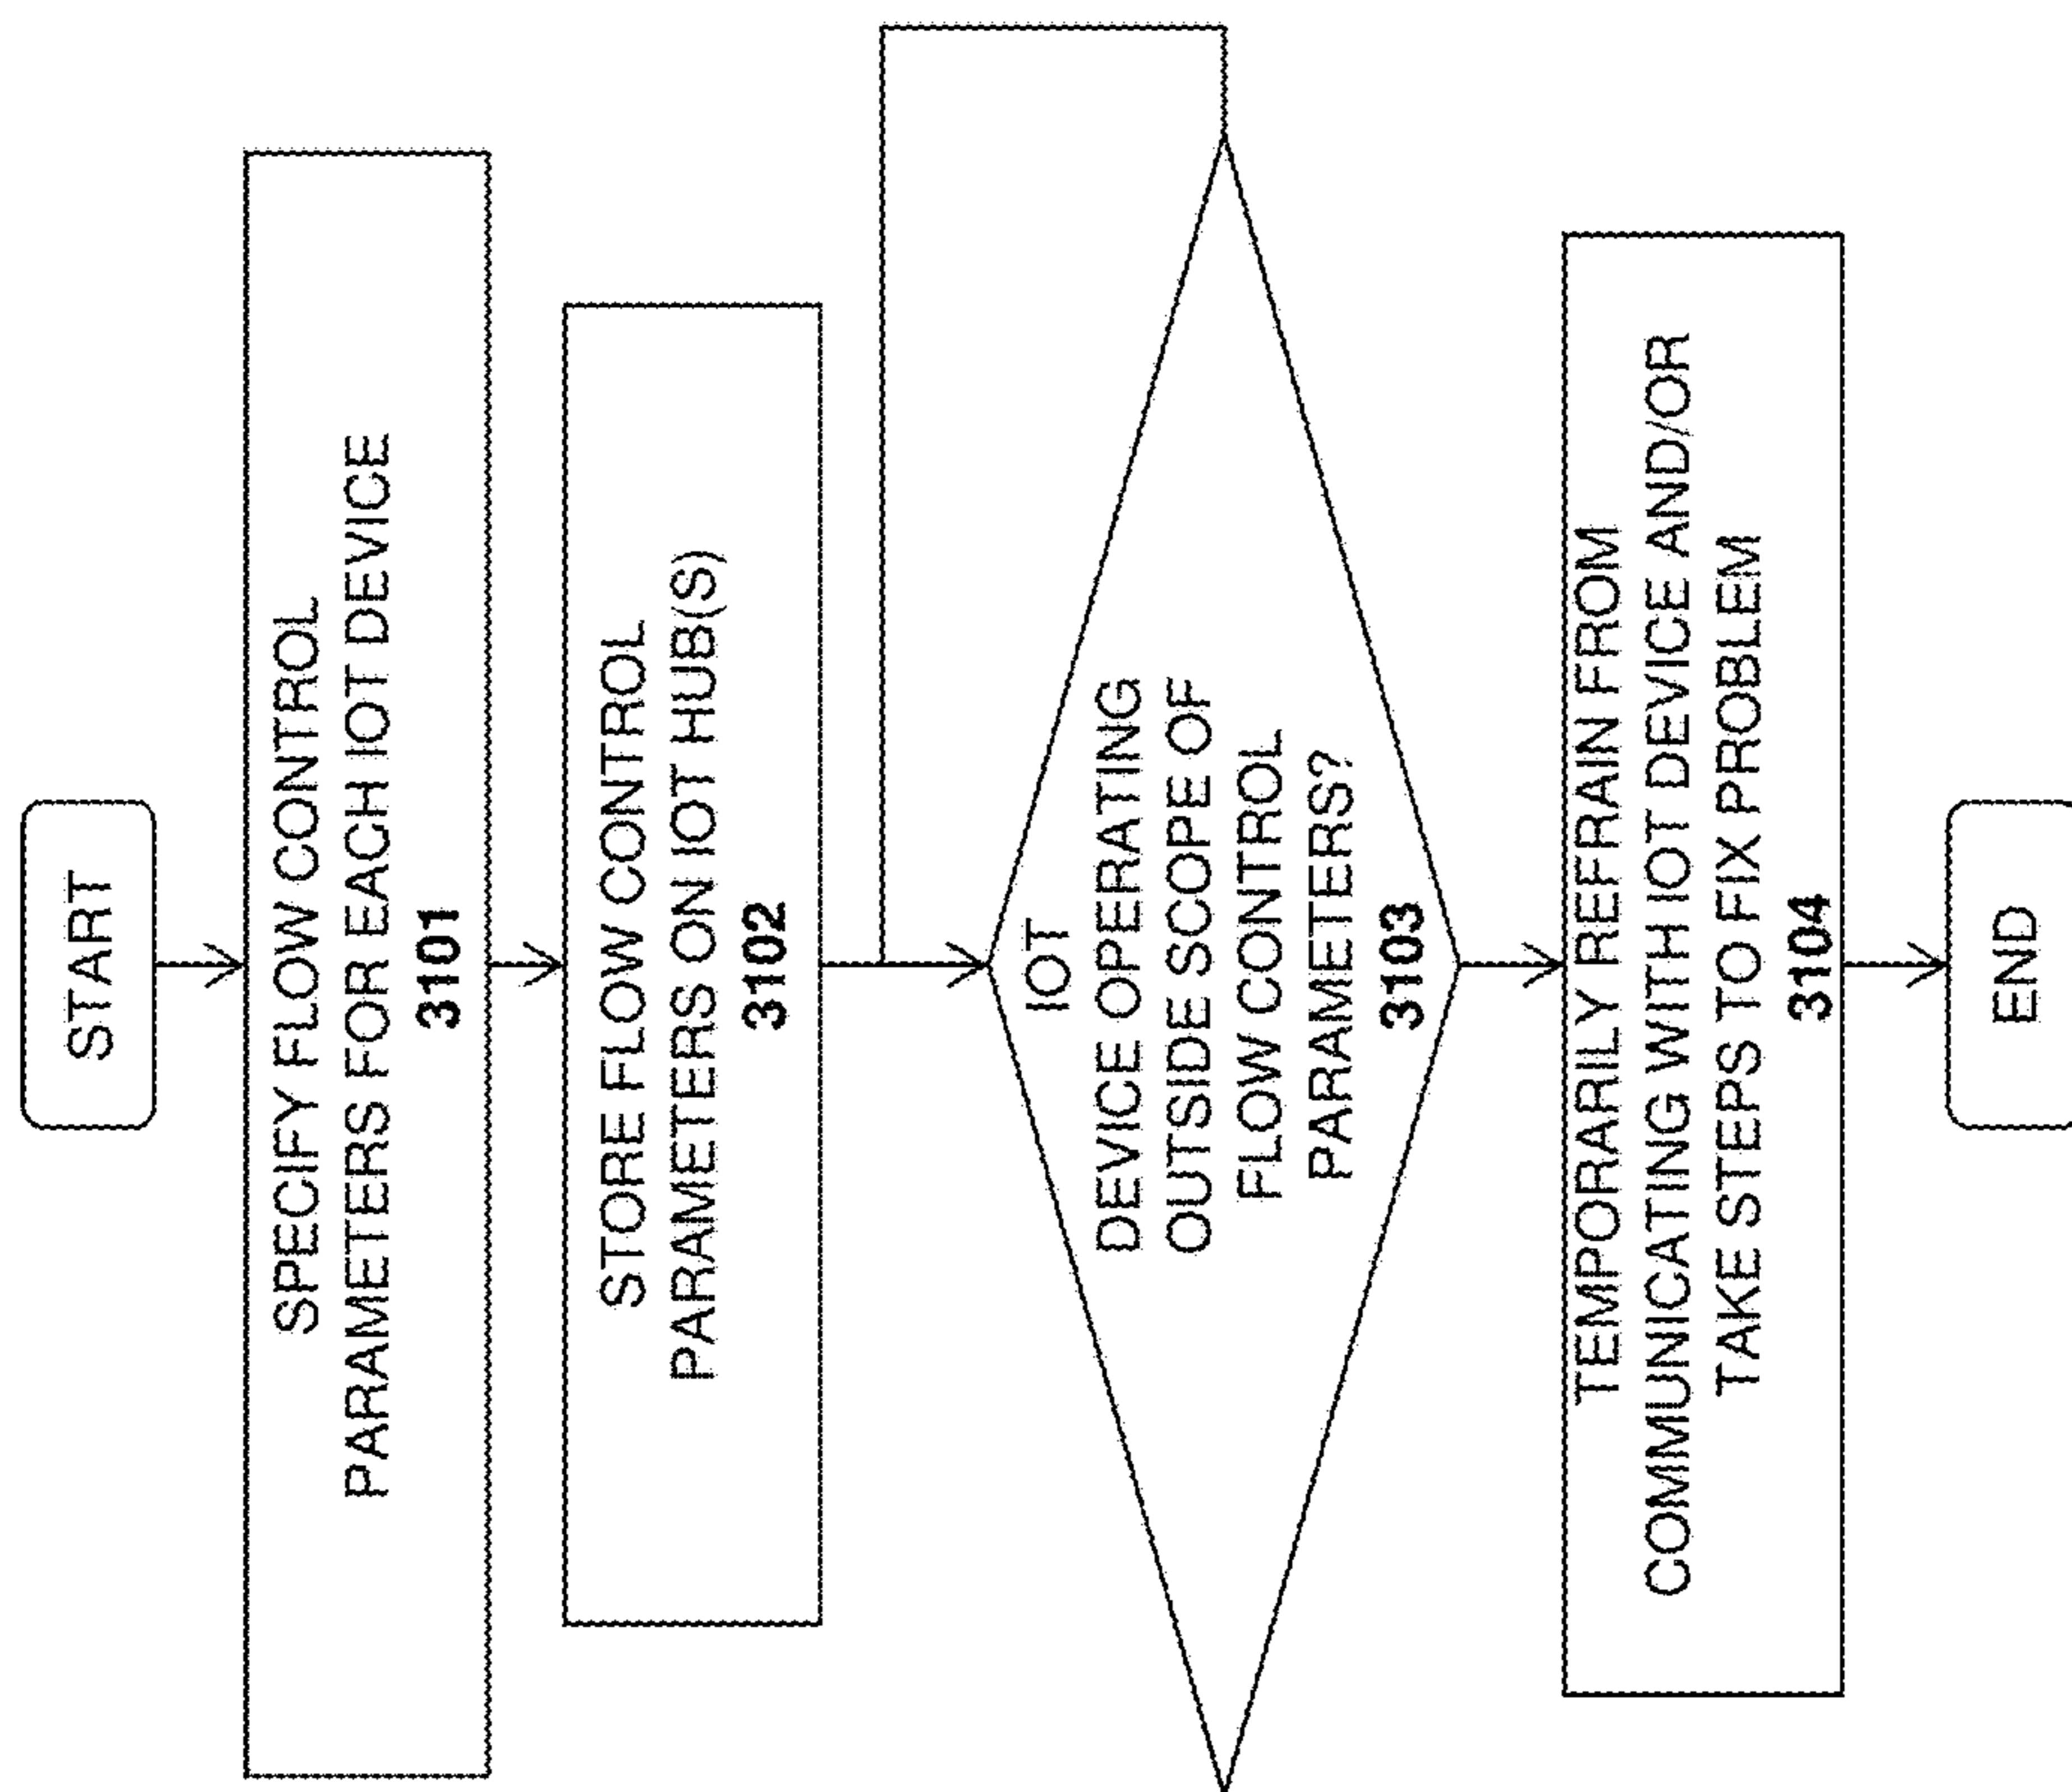 START
SPECIFY FLOW CONTROL
PARAMETERS FOR EACH IOT DEVICE
3101
STORE FLOW CONTROL
PARAMETERS ON IOT HUB(S)
3102
IOT
DEVICE OPERATING
OUTSIDE SCOPE OF
FLOW CONTROL
PARAMETERS?
3103
TEMPORARILY REFRAIN FROM
COMMUNICATING WITH IOT DEVICE AND/OR
TAKE STEPS TO FIX PROBLEM
3104
END